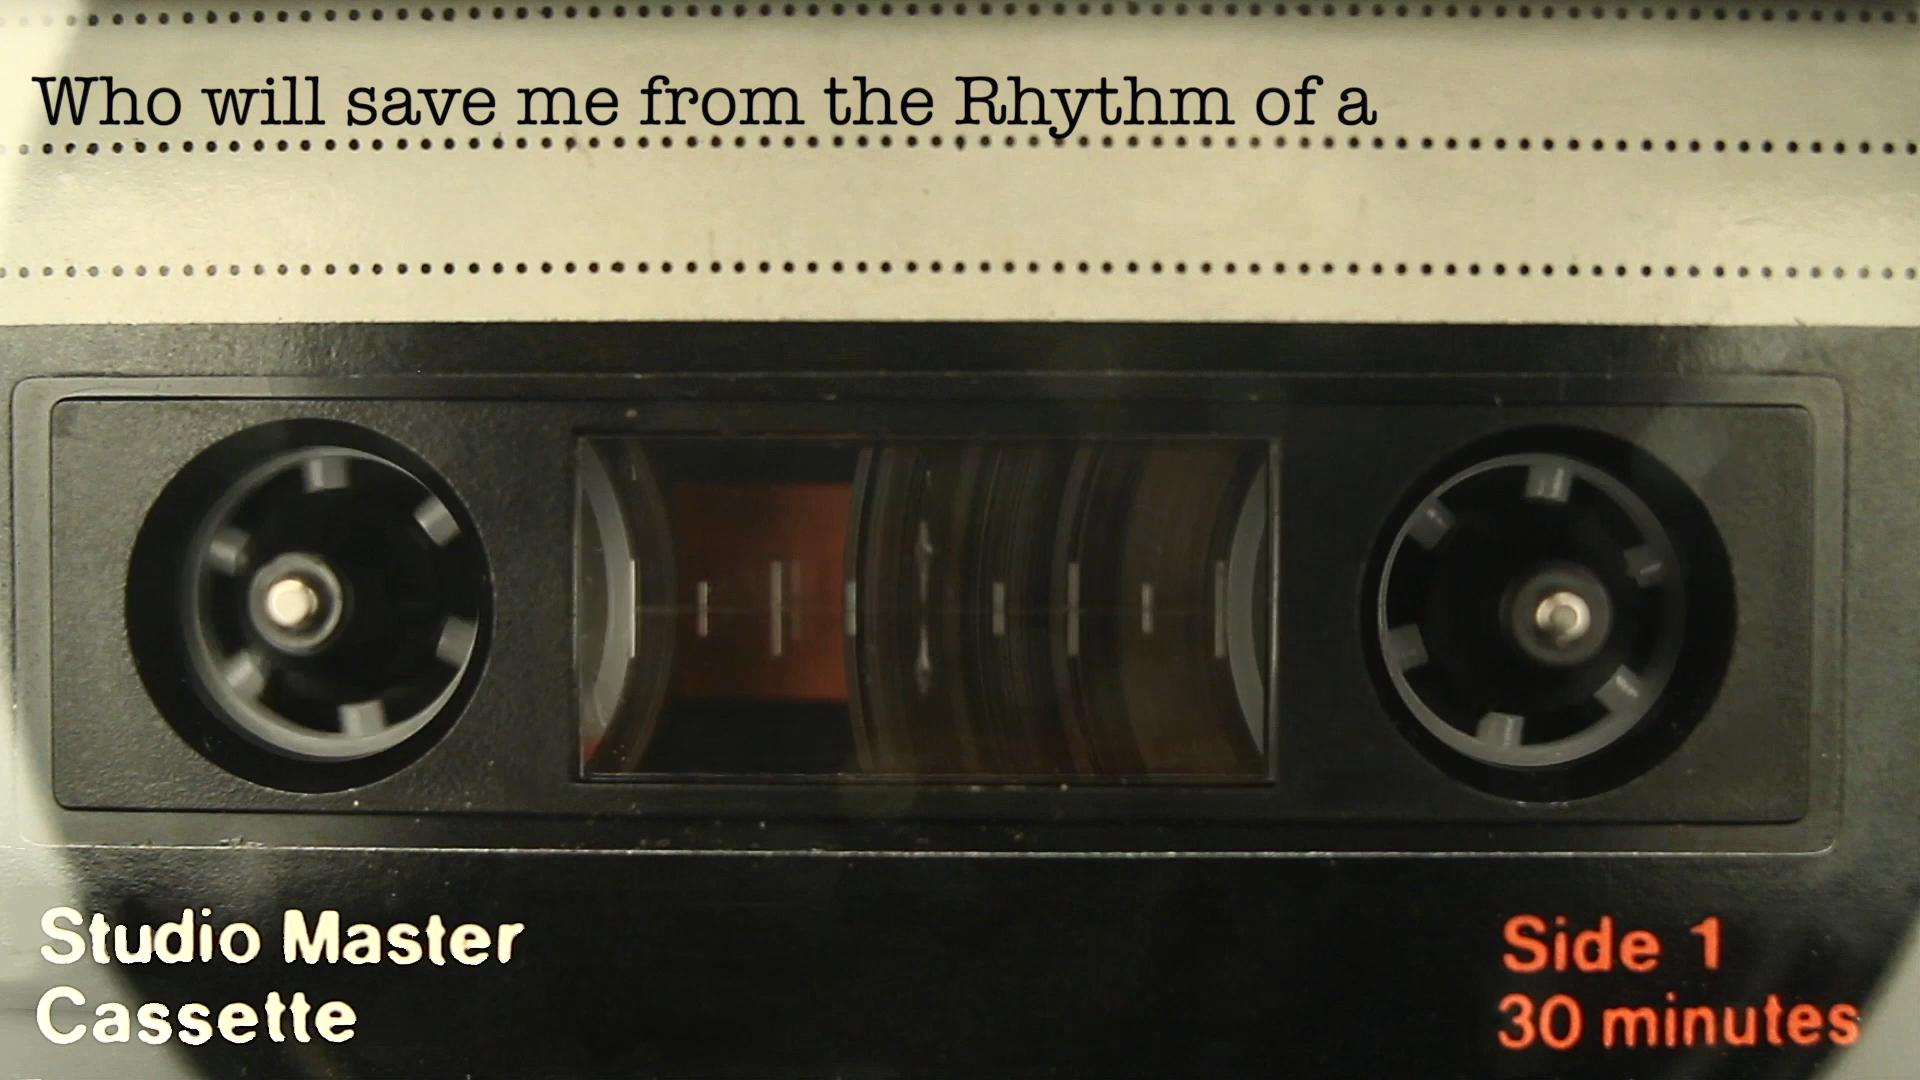 Who will save me from the Rhythm of a
Studio Master
Cassette
Side 1
30 minutes